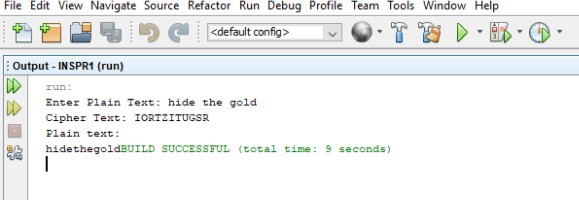 File Edit View Navigate Source Refactor Run Debug Profile Team Tools Window Help
<default config>
Output - INSPR1 (run)
run:
Enter Plain Text: hide the gold
Cipher Text: IORTZITUGSR
Plain text:
hidethegoldBUILD SUCCESSFUL (total time: 9 seconds)